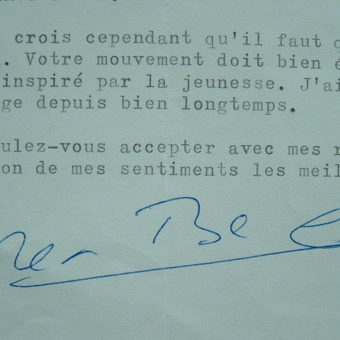 crois cependant qu'il faut
. Votre mouvement doit bien é
inspiré par la jeunesse. J'ai
ge depuis bien longtemps.
ulez-vous accepter avec mes r
on de mes sentiments les meil